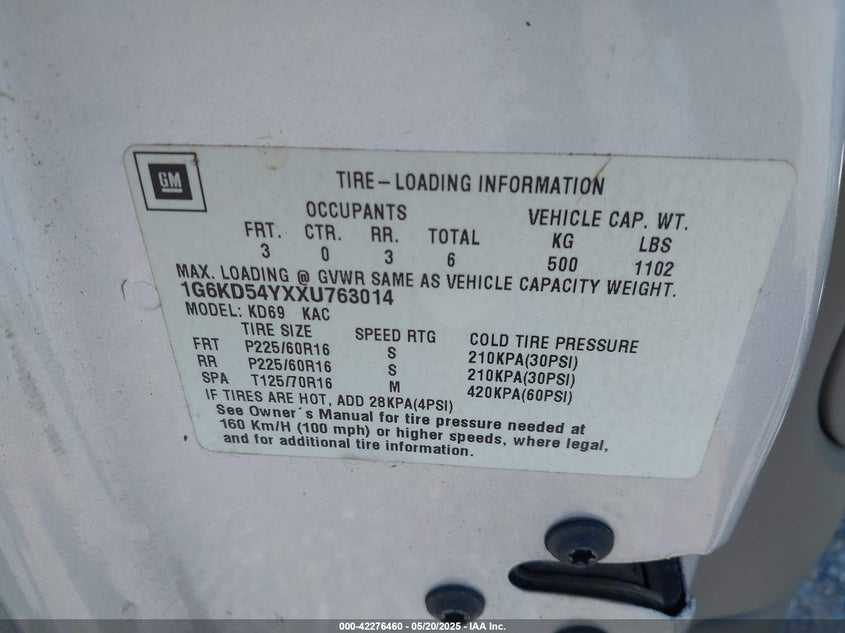 GM
TIRE-LOADING INFORMATION
OCCUPANTS VEHICLE CAP. WT.
FRT. CTR. RR. TOTAL KG LBS
3 0 3 6 500 1102
MAX. LOADING @ GVWR SAME AS VEHICLE CAPACITY WEIGHT.
1G6KD54YXXU763014
MODEL: KD69 KAC
TIRE SIZE SPEED RTG COLD TIRE PRESSURE
FRT P225/60R16 S 210KPA(30PSI)
RR P225/60R16 S 210KPA(30PSI)
SPA T125/70R16 M 420KPA(60PSI)
IF TIRES ARE HOT, ADD 28KPA(4PSI)
See Owner´s Manual for tire pressure needed at
160 Km/H (100 mph) or higher speeds, where legal,
and for additional tire information.
000-42276460 - 05/20/2025 - IAA Inc.